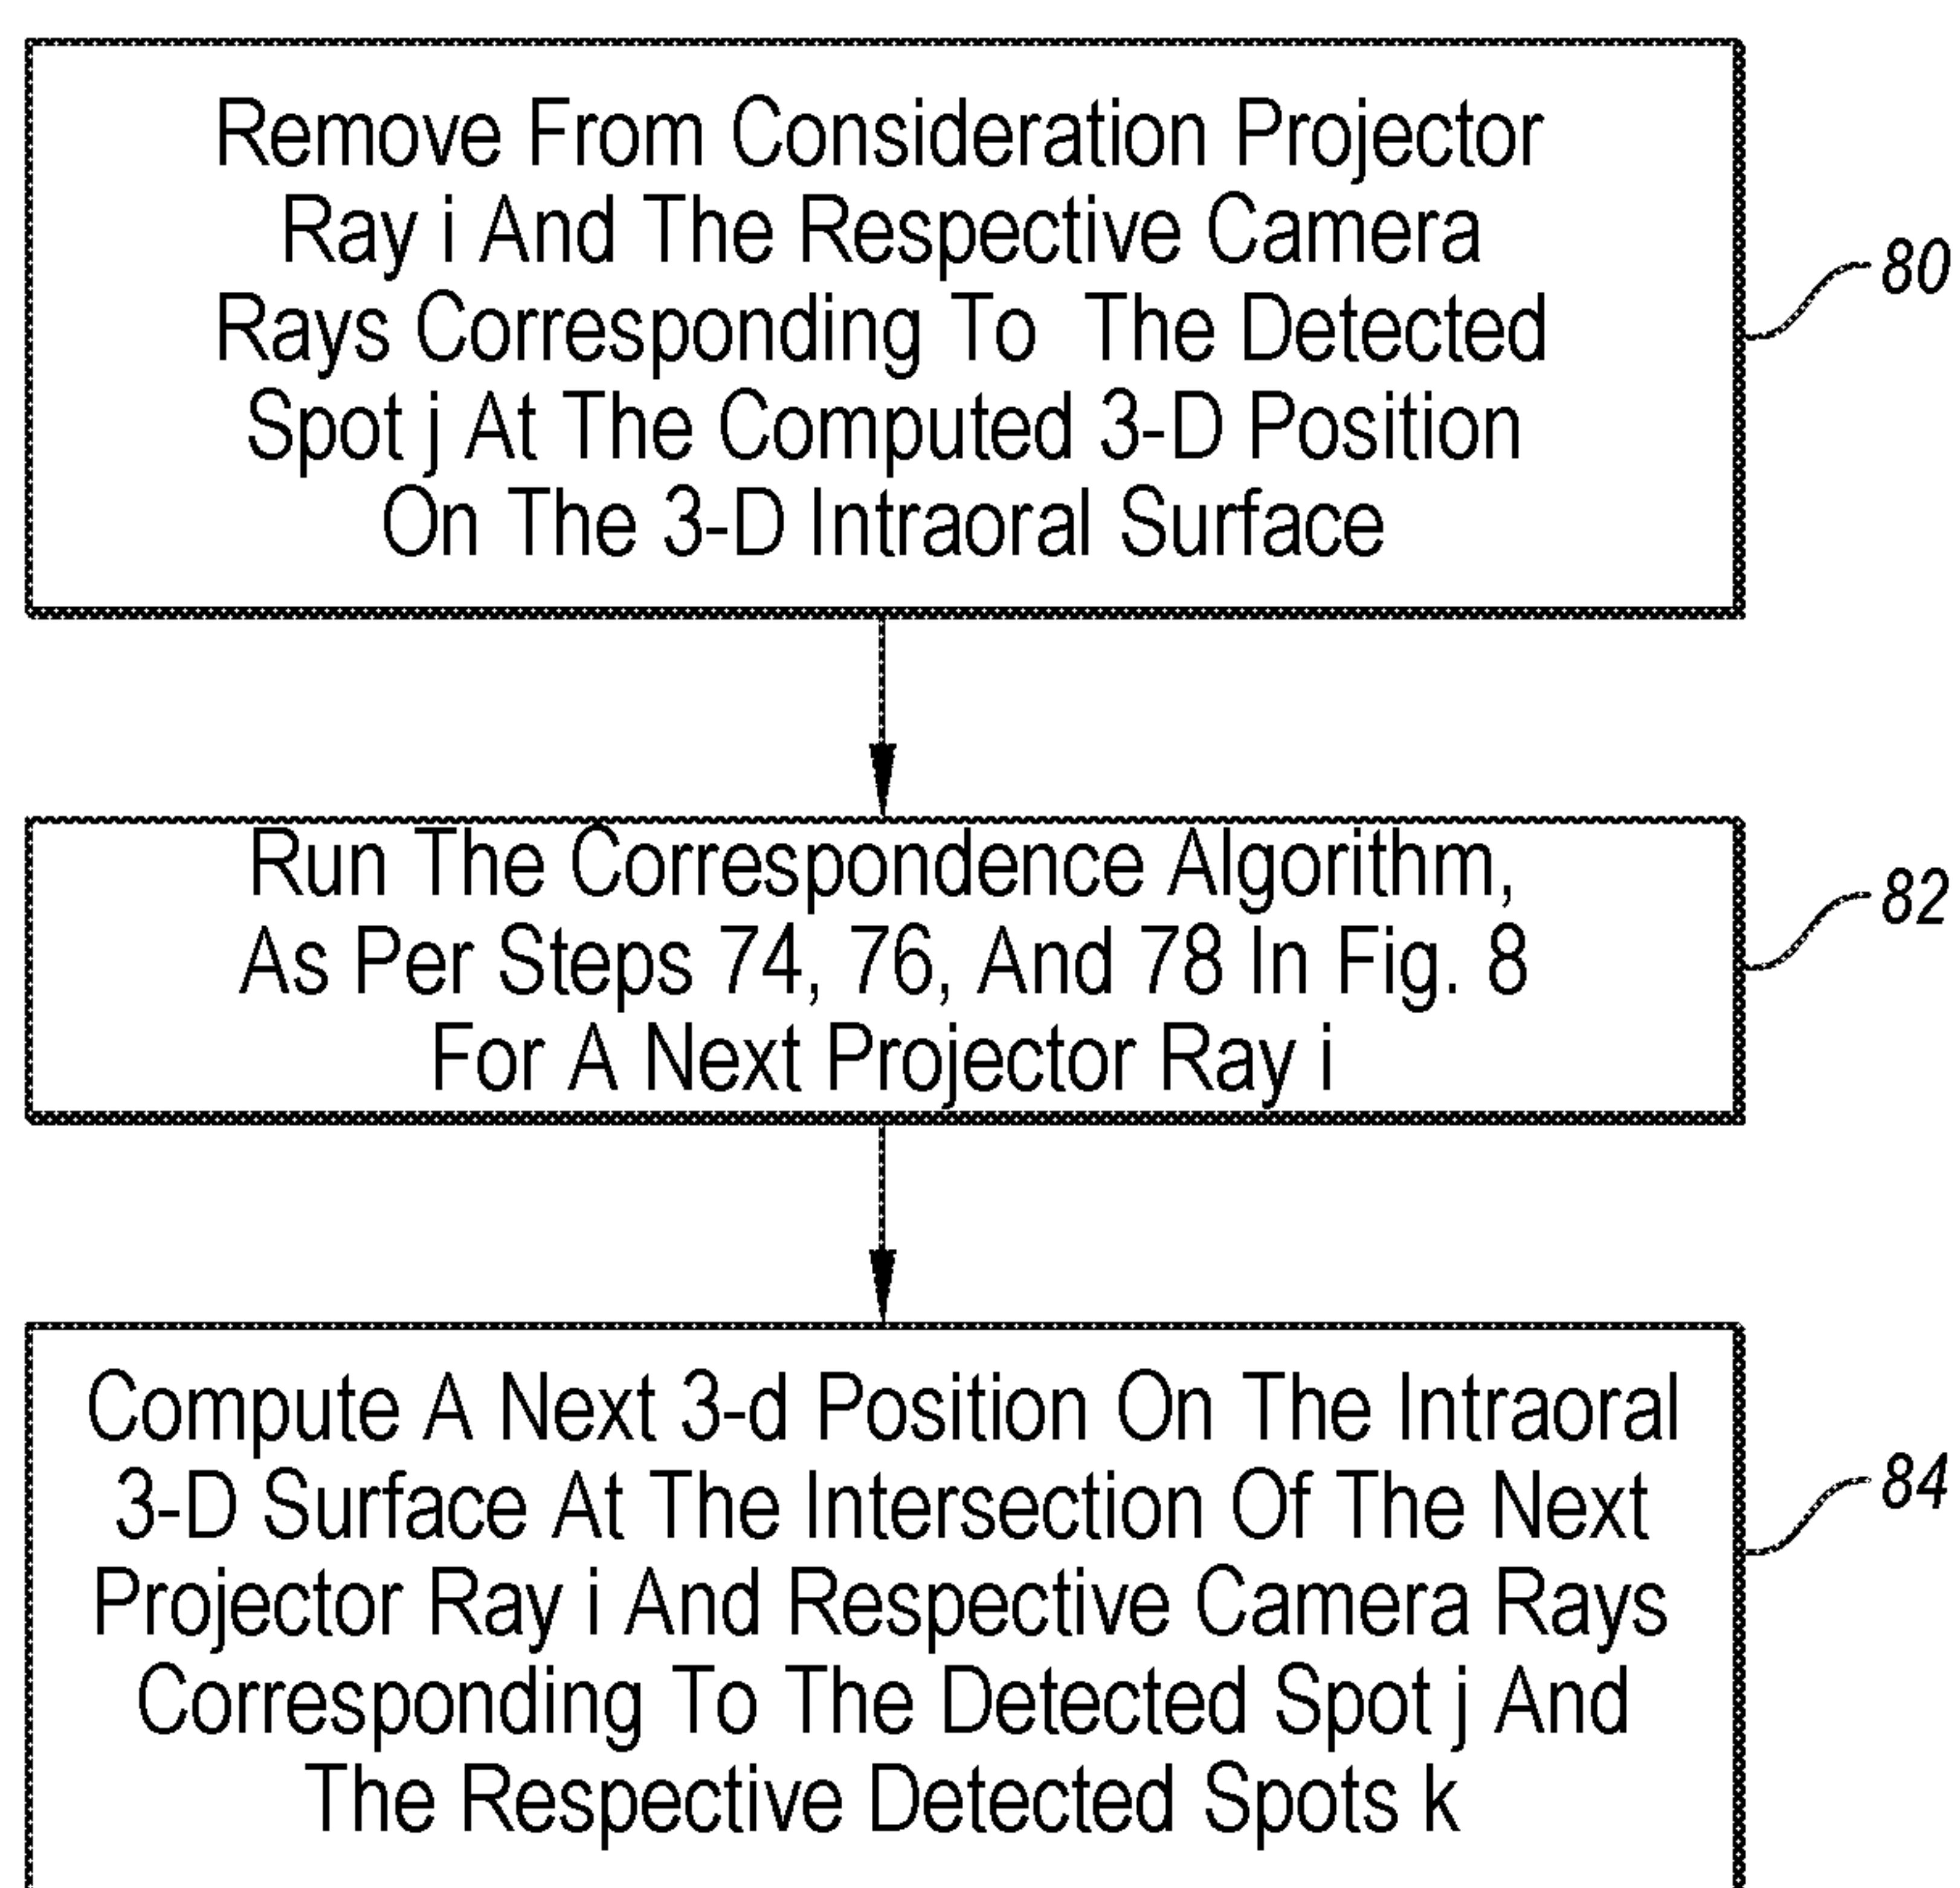 Remove From Consideration Projector
Ray i And The Respective Camera
Rays Corresponding To The Detected
Spot j At The Computed 3-D Position
On The 3-D Intraoral Surface
80
Run The Correspondence Algorithm,
As Per Steps 74, 76, And 78 In Fig. 8
For A Next Projector Ray i
82
Compute A Next 3-d Position On The Intraoral
3-D Surface At The Intersection Of The Next
Projector Ray i And Respective Camera Rays
Corresponding To The Detected Spot j And
The Respective Detected Spots k
84